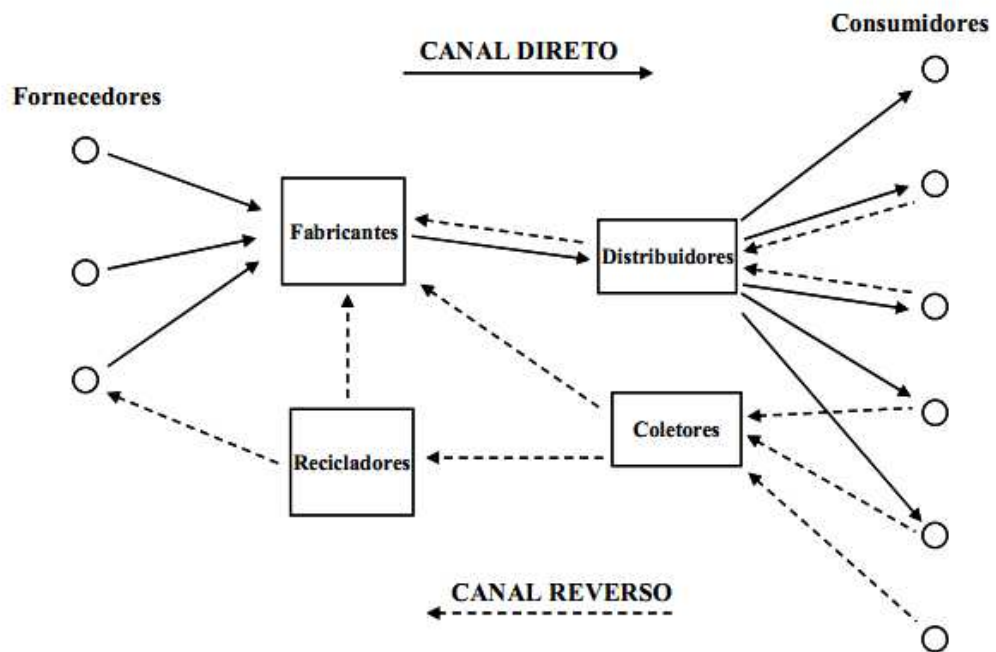 Consumidores
CANAL DIRETO
Fornecedores
Fabricantes
Distribuidores
Coletores
Recicladores
CANAL REVERSO